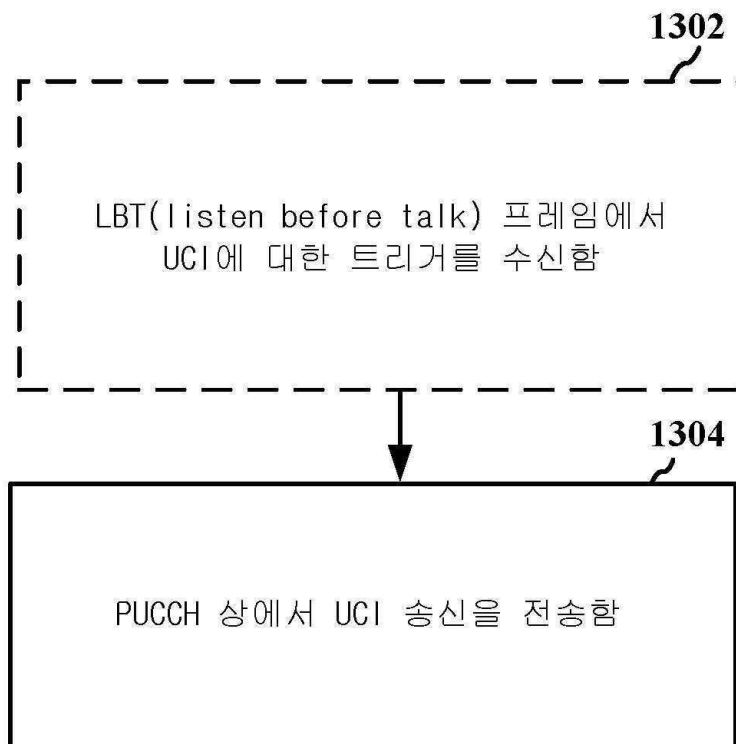 1302
LBT(listen before talk) 프레임에서
UCI에 대한 트리거를 수신함
1304
PUCCH 상에서 UCI 송신을 전송함